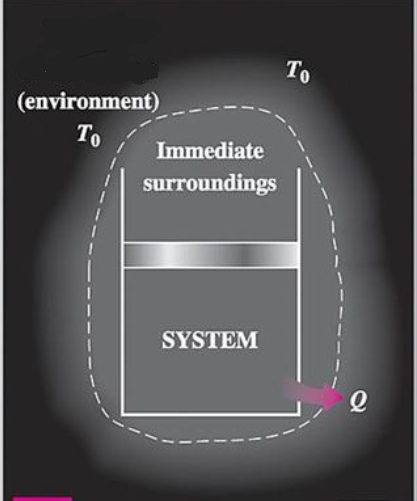 T₀
(environment)
T₀
Immediate
surroundings
SYSTEM
Q